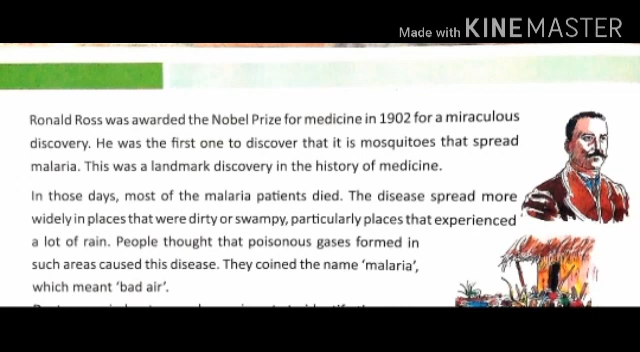 Made with KINEMASTER
Ronald Ross was awarded the Nobel Prize for medicine in 1902 for a miraculous
discovery. He was the first one to discover that it is mosquitoes that spread
malaria. This was a landmark discovery in the history of medicine.
In those days, most of the malaria patients died. The disease spread more
widely in places that were dirty or swampy, particularly places that experienced
a lot of rain. People thought that poisonous gases formed in
such areas caused this disease. They coined the name ‘malaria’,
which meant ‘bad air’.